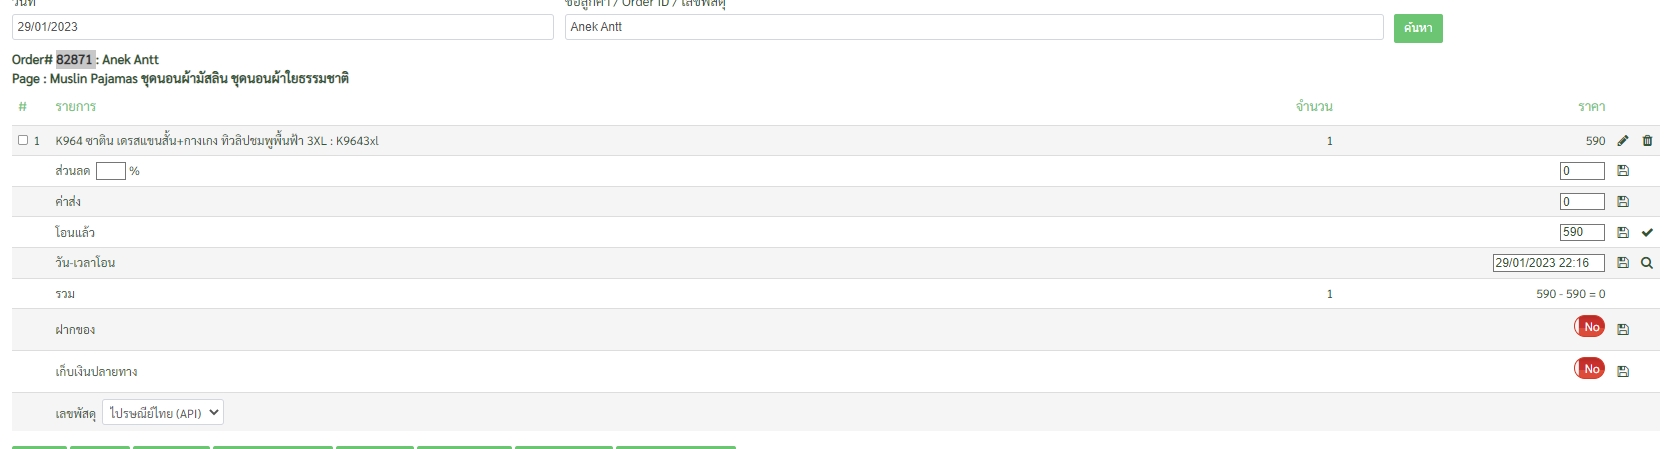 วันที่ ชื่อลูกค้า / Order ID / เลขพัสดุ
29/01/2023 Anek Antt ค้นหา
Order# 82871 : Anek Antt
Page : Muslin Pajamas ชุดนอนผ้ามัสลิน ชุดนอนผ้าใยธรรมชาติ
# รายการ จำนวน ราคา
1 K964 ซาติน เดรสแขนสั้น+กางเกง ทิวลิปชมพูพื้นฟ้า 3XL : K9643xl 1 590
ส่วนลด % 0
ค่าส่ง 0
โอนแล้ว 590
วัน-เวลาโอน 29/01/2023 22:16
รวม 1 590 - 590 = 0
ฝากของ No
เก็บเงินปลายทาง No
เลขพัสดุ ไปรษณีย์ไทย (API)